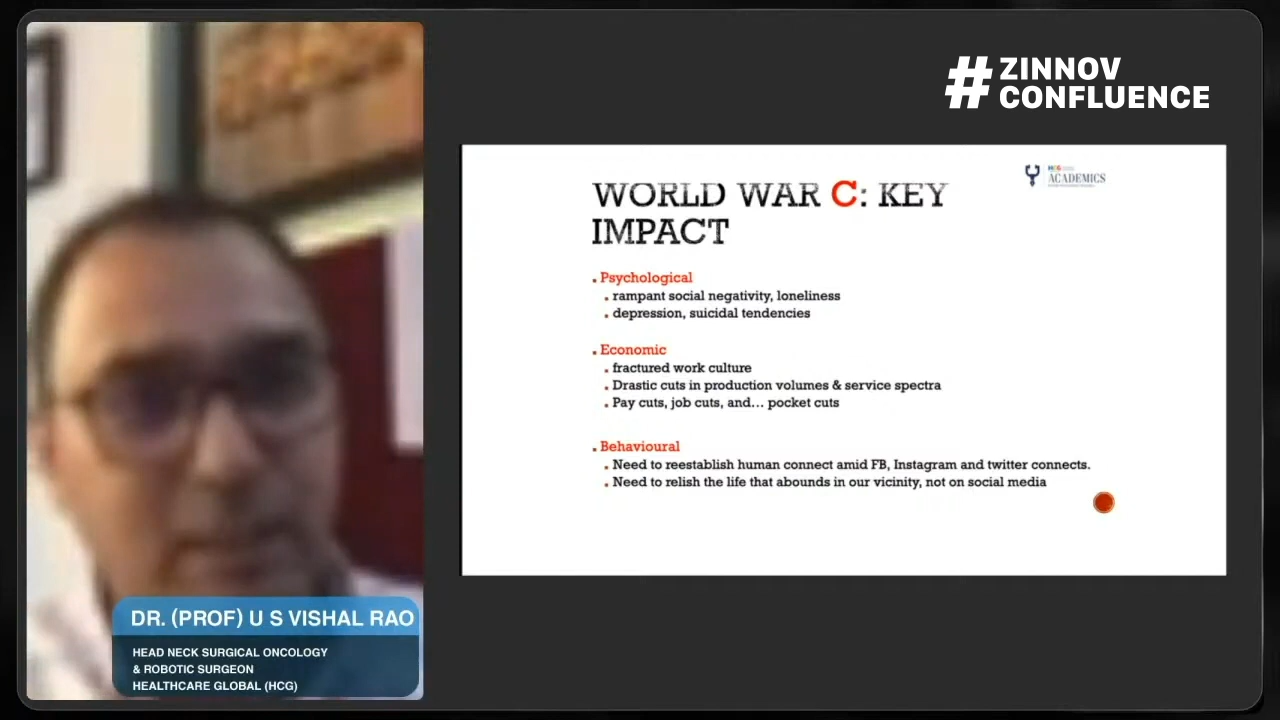 # ZINNOV
CONFLUENCE
HCG
ACADEMICS
WORLD WAR C: KEY
IMPACT
Psychological
rampant social negativity, loneliness
depression, suicidal tendencies
Economic
fractured work culture
Drastic cuts in production volumes & service spectra
Pay cuts, job cuts, and... pocket cuts
Behavioural
Need to reestablish human connect amid FB, Instagram and twitter connects.
Need to relish the life that abounds in our vicinity, not on social media
DR. (PROF) U S VISHAL RAO
HEAD NECK SURGICAL ONCOLOGY
& ROBOTIC SURGEON
HEALTHCARE GLOBAL (HCG)